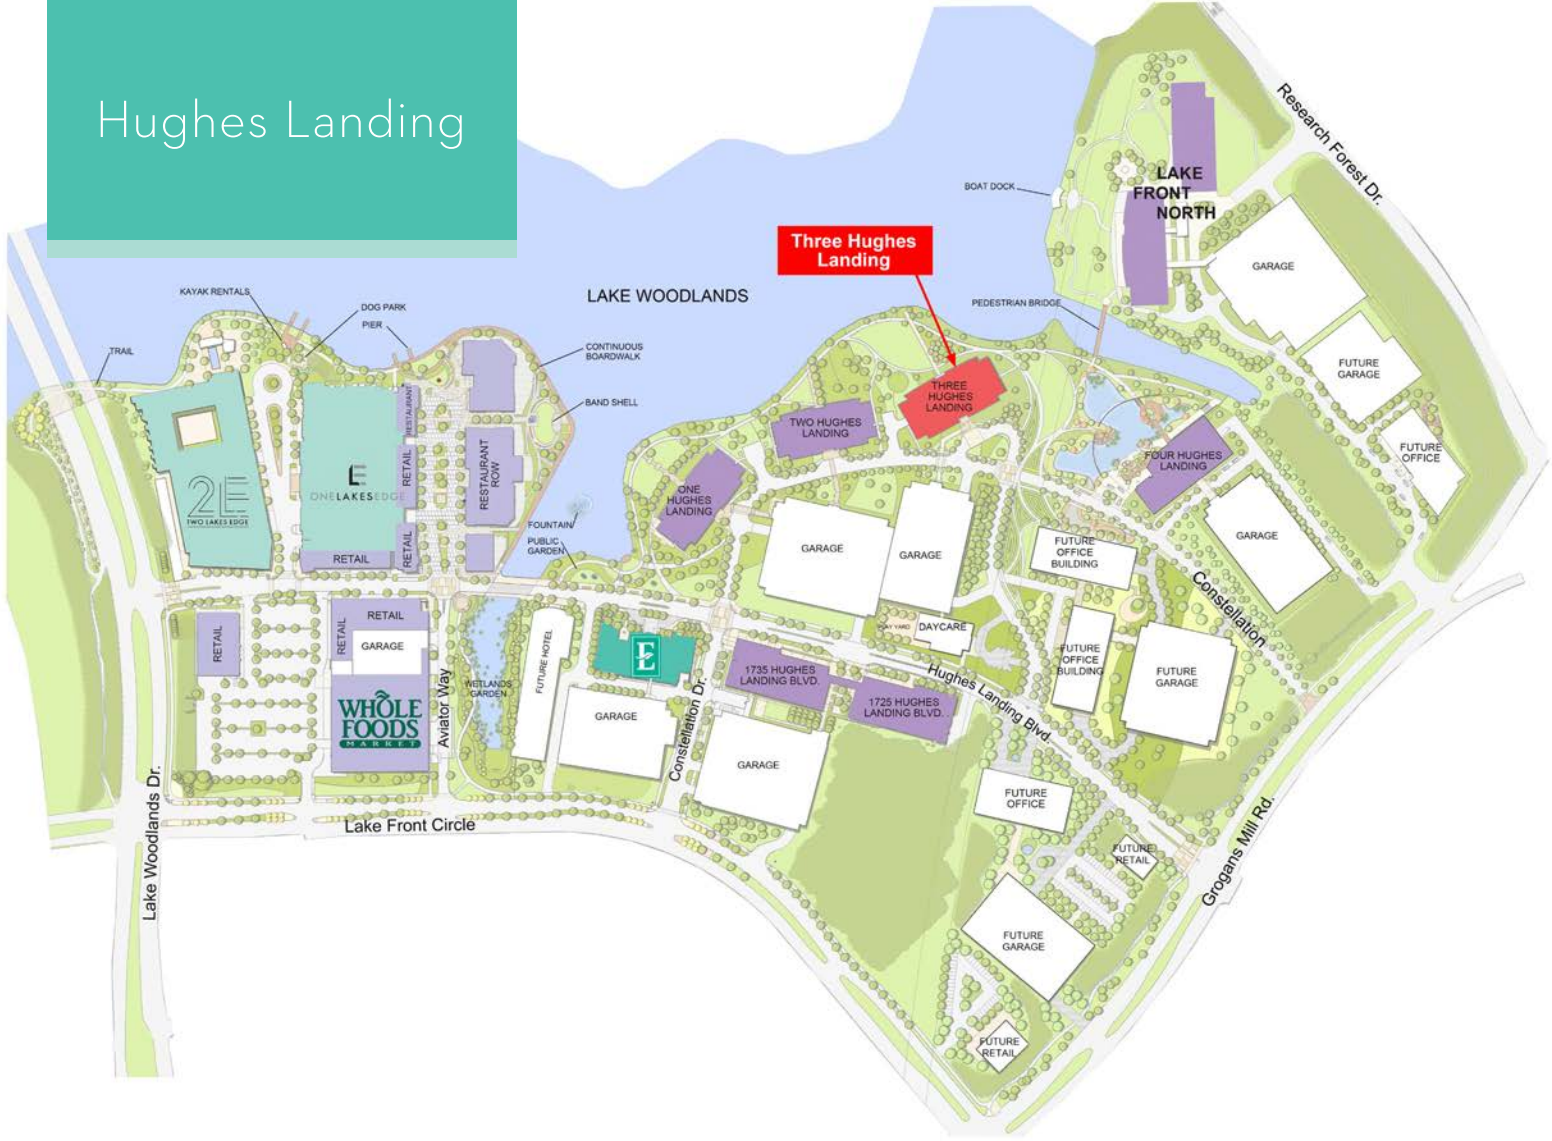 Hughes Landing
Research Forest Dr.
BOAT DOCK
LAKE
FRONT
NORTH
Three Hughes
Landing
GARAGE
KAYAK RENTALS
DOG PARK
PIER
LAKE WOODLANDS
PEDESTRIAN BRIDGE
TRAIL
CONTINUOUS
BOARDWALK
FUTURE
GARAGE
BAND SHELL
RESTAURANT
THREE
HUGHES
LANDING
TWO HUGHES
LANDING
FUTURE
OFFICE
FOUR HUGHES
LANDING
2LE
TWO LAKES EDGE
LE
ONELAKESEDGE
RETAIL
RESTAURANT
ROW
ONE
HUGHES
LANDING
FOUNTAIN
PUBLIC
GARDEN
RETAIL
RETAIL
GARAGE
GARAGE
FUTURE
OFFICE
BUILDING
GARAGE
Constellation
RETAIL
RETAIL
RETAIL
GARAGE
FUTURE HOTEL
E
PLAY YARD
DAYCARE
FUTURE
OFFICE
BUILDING
FUTURE
GARAGE
WETLANDS
GARDEN
Aviator Way
WHOLE
FOODS
MARKET
GARAGE
Constellation Dr.
1735 HUGHES
LANDING BLVD.
1725 HUGHES
LANDING BLVD.
Hughes Landing Blvd.
GARAGE
FUTURE
OFFICE
Lake Woodlands Dr.
Lake Front Circle
FUTURE
RETAIL
Grogans Mill Rd.
FUTURE
GARAGE
FUTURE
RETAIL